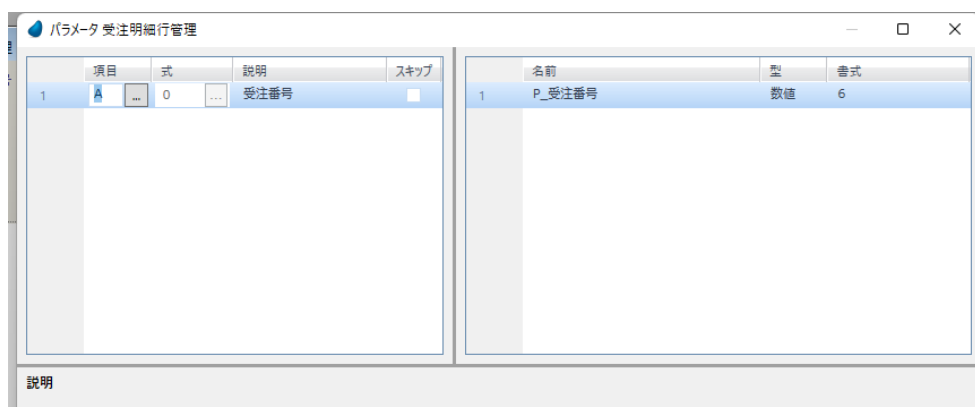 パラメータ 受注明細行管理
項目 式 説明 スキップ 名前 型 書式
1 A ... 0 ... 受注番号 1 P_受注番号 数値 6
説明